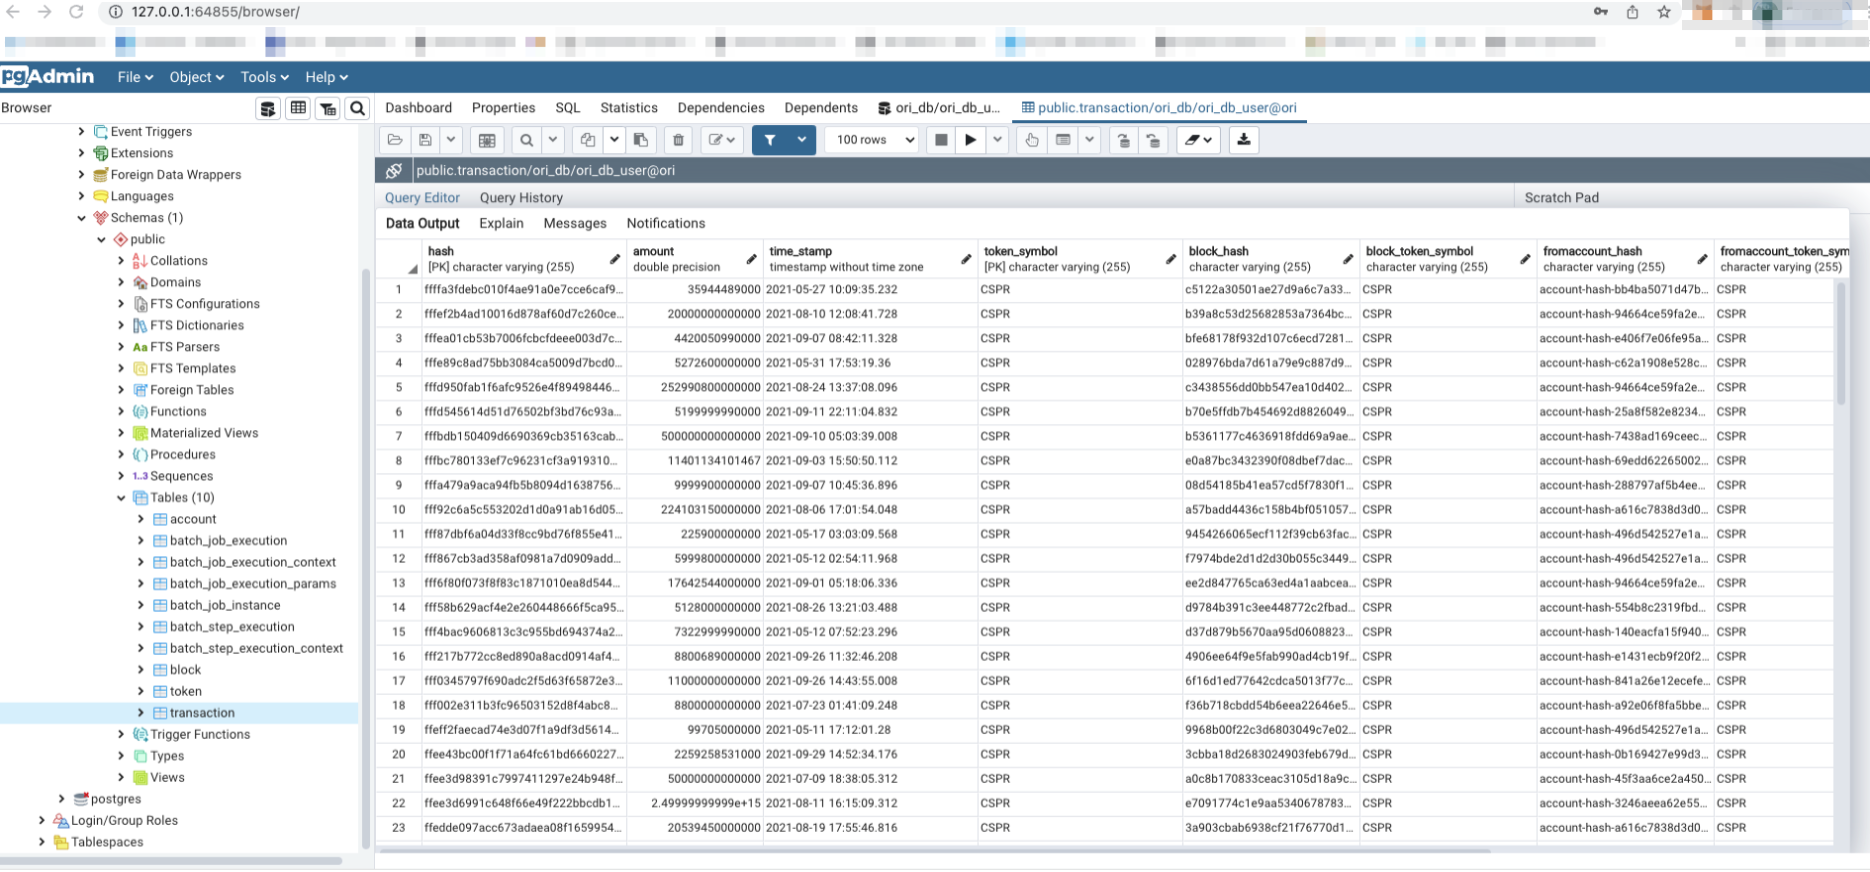 127.0.0.1:64855/browser/
pgAdmin File Object Tools Help
Browser
Dashboard Properties SQL Statistics Dependencies Dependents ori_db/ori_db_u... public.transaction/ori_db/ori_db_user@ori
100 rows
public.transaction/ori_db/ori_db_user@ori
Query Editor Query History Scratch Pad
Data Output Explain Messages Notifications
Event Triggers
Extensions
Foreign Data Wrappers
Languages
Schemas (1)
public
Collations
Domains
FTS Configurations
FTS Dictionaries
Aa FTS Parsers
FTS Templates
Foreign Tables
Functions
Materialized Views
Procedures
1..3 Sequences
Tables (10)
account
batch_job_execution
batch_job_execution_context
batch_job_execution_params
batch_job_instance
batch_step_execution
batch_step_execution_context
block
token
transaction
Trigger Functions
Types
Views
postgres
Login/Group Roles
Tablespaces
hash amount time_stamp token_symbol block_hash block_token_symbol fromaccount_hash fromaccount_token_sym
[PK] character varying (255) double precision timestamp without time zone [PK] character varying (255) character varying (255) character varying (255) character varying (255) character varying (255)
1 ffffa3fdebc010f4ae91a0e7cce6caf9... 35944489000 2021-05-27 10:09:35.232 CSPR c5122a30501ae27d9a6c7a33... CSPR account-hash-bb4ba5071d47b... CSPR
2 fffef2b4ad10016d878af60d7c260ce... 20000000000000 2021-08-10 12:08:41.728 CSPR b39a8c53d25682853a7364bc... CSPR account-hash-94664ce59fa2e... CSPR
3 fffea01cb53b7006fcbcfdeee003d7c... 4420050990000 2021-09-07 08:42:11.328 CSPR bfe68178f932d107c6ecd7281... CSPR account-hash-e406f7e06fe95a... CSPR
4 fffe89c8ad75bb3084ca5009d7bcd0... 5272600000000 2021-05-31 17:53:19.36 CSPR 028976bda7d61a79e9c887d9... CSPR account-hash-c62a1908e528c... CSPR
5 fffd950fab1f6afc9526e4f89498446... 252990800000000 2021-08-24 13:37:08.096 CSPR c3438556dd0bb547ea10d402... CSPR account-hash-94664ce59fa2e... CSPR
6 fffd545614d51d76502bf3bd76c93a... 5199999990000 2021-09-11 22:11:04.832 CSPR b70e5ffdb7b454692d8826049... CSPR account-hash-25a8f582e8234... CSPR
7 fffbdb150409d6690369cb35163cab... 500000000000000 2021-09-10 05:03:39.008 CSPR b5361177c4636918fdd69a9ae... CSPR account-hash-7438ad169ceec... CSPR
8 fffbc780133ef7c96231cf3a919310... 11401134101467 2021-09-03 15:50:50.112 CSPR e0a87bc3432390f08dbef7dac... CSPR account-hash-69edd62265002... CSPR
9 fffa479a9aca94fb5b8094d1638756... 9999900000000 2021-09-07 10:45:36.896 CSPR 08d54185b41ea57cd5f7830f1... CSPR account-hash-288797af5b4ee... CSPR
10 fff92c6a5c553202d1d0a91ab16d05... 224103150000000 2021-08-06 17:01:54.048 CSPR a57badd4436c158b4bf051057... CSPR account-hash-a616c7838d3d0... CSPR
11 fff87dbf6a04d33f8cc9bd76f855e41... 225900000000 2021-05-17 03:03:09.568 CSPR 9454266065ecf112f39cb63fac... CSPR account-hash-496d542527e1a... CSPR
12 fff867cb3ad358af0981a7d0909add... 5999800000000 2021-05-12 02:54:11.968 CSPR f7974bde2d1d2d30b055c3449... CSPR account-hash-496d542527e1a... CSPR
13 fff6f80f073f8f83c1871010ea8d544... 17642544000000 2021-09-01 05:18:06.336 CSPR ee2d847765ca63ed4a1aabcea... CSPR account-hash-94664ce59fa2e... CSPR
14 fff58b629acf4e2e260448666f5ca95... 5128000000000 2021-08-26 13:21:03.488 CSPR d9784b391c3ee448772c2fbad... CSPR account-hash-554b8c2319fbd... CSPR
15 fff4bac9606813c3c955bd694374a2... 7322999990000 2021-05-12 07:52:23.296 CSPR d37d879b5670aa95d0608823... CSPR account-hash-140eacfa15f940... CSPR
16 fff217b772cc8ed890a8acd0914af4... 8800689000000 2021-09-26 11:32:46.208 CSPR 4906ee64f9e5fab990ad4cb19f... CSPR account-hash-e1431ecb9f20f2... CSPR
17 fff0345797f690adc2f5d63f65872e3... 11000000000000 2021-09-26 14:43:55.008 CSPR 6f16d1ed77642cdca5013f77c... CSPR account-hash-841a26e12ecefe... CSPR
18 fff002e311b3fc96503152d8f4abc8... 8800000000000 2021-07-23 01:41:09.248 CSPR f36b718cbdd54b6eea22646e5... CSPR account-hash-a92e06f8fa5bbe... CSPR
19 ffeff2faecad74e3d07f1a9df3d5614... 99705000000 2021-05-11 17:12:01.28 CSPR 9968b00f22c3d6803049c7e02... CSPR account-hash-496d542527e1a... CSPR
20 ffee43bc00f1f71a64fc61bd6660227... 2259258531000 2021-09-29 14:52:34.176 CSPR 3cbba18d2683024903feb679d... CSPR account-hash-0b169427e99d3... CSPR
21 ffee3d98391c7997411297e24b948f... 50000000000000 2021-07-09 18:38:05.312 CSPR a0c8b170833ceac3105d18a9c... CSPR account-hash-45f3aa6ce2a450... CSPR
22 ffee3d6991c648f66e49f222bbcdb1... 2.49999999999e+15 2021-08-11 16:15:09.312 CSPR e7091774c1e9aa5340678783... CSPR account-hash-3246aeea62e55... CSPR
23 ffedde097acc673adaea08f1659954... 20539450000000 2021-08-19 17:55:46.816 CSPR 3a903cbab6938cf21f76770d1... CSPR account-hash-a616c7838d3d0... CSPR